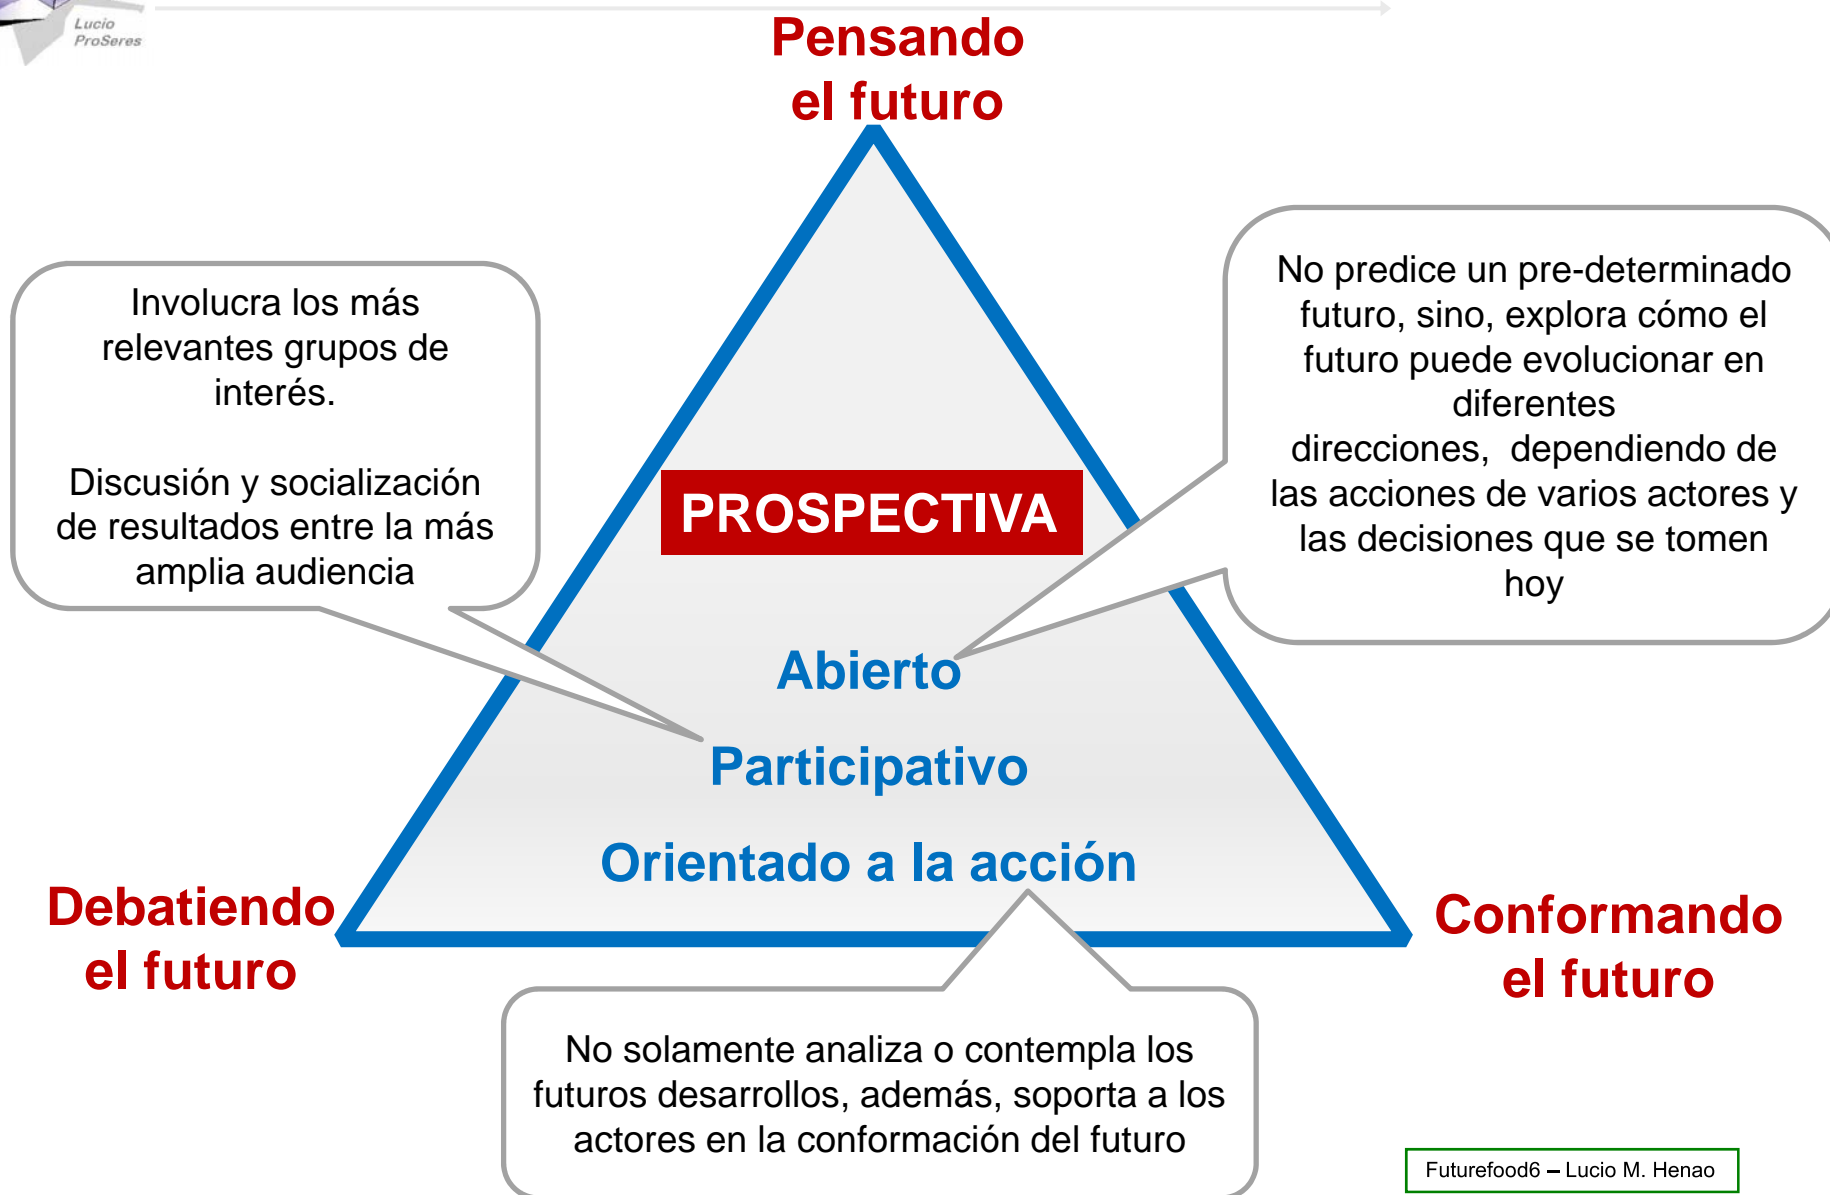 Lucio
ProSeres
Pensando
el futuro
Involucra los más
relevantes grupos de
interés.
Discusión y socialización
de resultados entre la más
amplia audiencia
No predice un pre-determinado
futuro, sino, explora cómo el
futuro puede evolucionar en
diferentes
direcciones, dependiendo de
las acciones de varios actores y
las decisiones que se tomen
hoy
PROSPECTIVA
Abierto
Participativo
Orientado a la acción
Debatiendo
el futuro
Conformando
el futuro
No solamente analiza o contempla los
futuros desarrollos, además, soporta a los
actores en la conformación del futuro
Futurefood6 – Lucio M. Henao